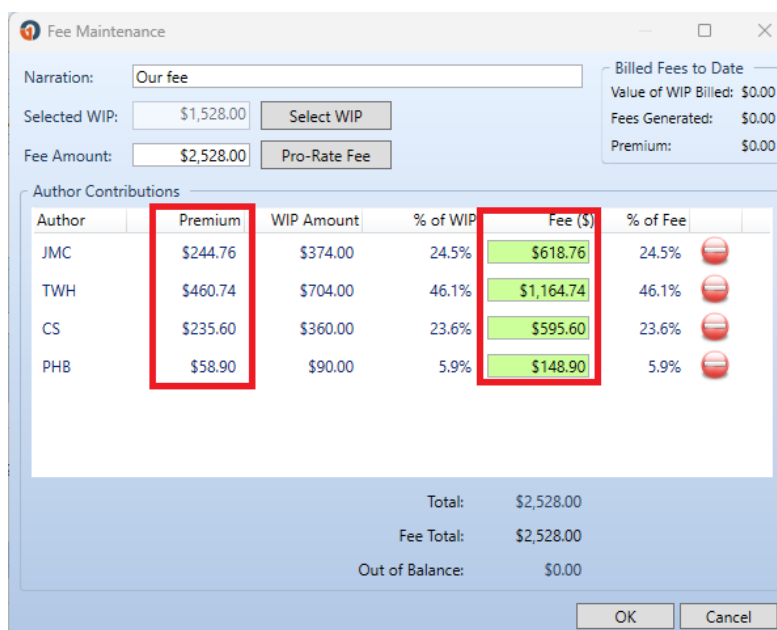 Fee Maintenance
Narration: Our fee
Selected WIP: $1,528.00 Select WIP
Fee Amount: $2,528.00 Pro-Rate Fee
Billed Fees to Date
Value of WIP Billed: $0.00
Fees Generated: $0.00
Premium: $0.00
Author Contributions
Author Premium WIP Amount % of WIP Fee ($) % of Fee
JMC $244.76 $374.00 24.5% $618.76 24.5%
TWH $460.74 $704.00 46.1% $1,164.74 46.1%
CS $235.60 $360.00 23.6% $595.60 23.6%
PHB $58.90 $90.00 5.9% $148.90 5.9%
Total: $2,528.00
Fee Total: $2,528.00
Out of Balance: $0.00
OK Cancel